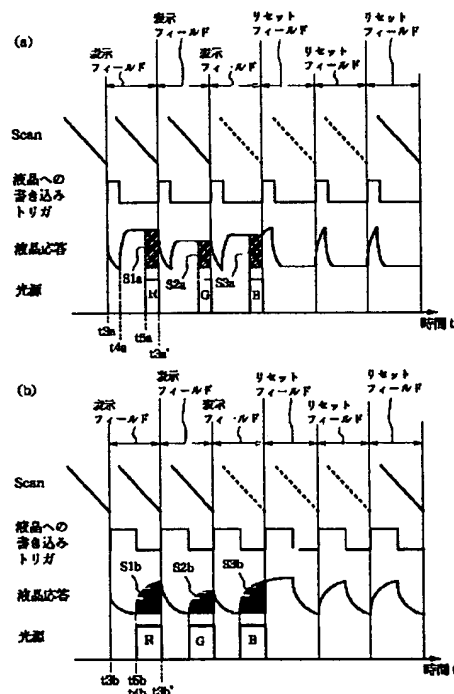 (a)
表示
フィールド
表示
フィールド
表示
フィールド
リセット
フィールド
リセット
フィールド
リセット
フィールド
Scan
液晶への
書き込み
トリガ
液晶応答
S1a
S2a
S3a
光源
R
G
B
時間 t
t3a
t4a
t5a
t3a'
(b)
表示
フィールド
表示
フィールド
表示
フィールド
リセット
フィールド
リセット
フィールド
リセット
フィールド
Scan
液晶への
書き込み
トリガ
液晶応答
S1b
S2b
S3b
光源
R
G
B
時間 t
t3b
t5b
t4b
t3b'